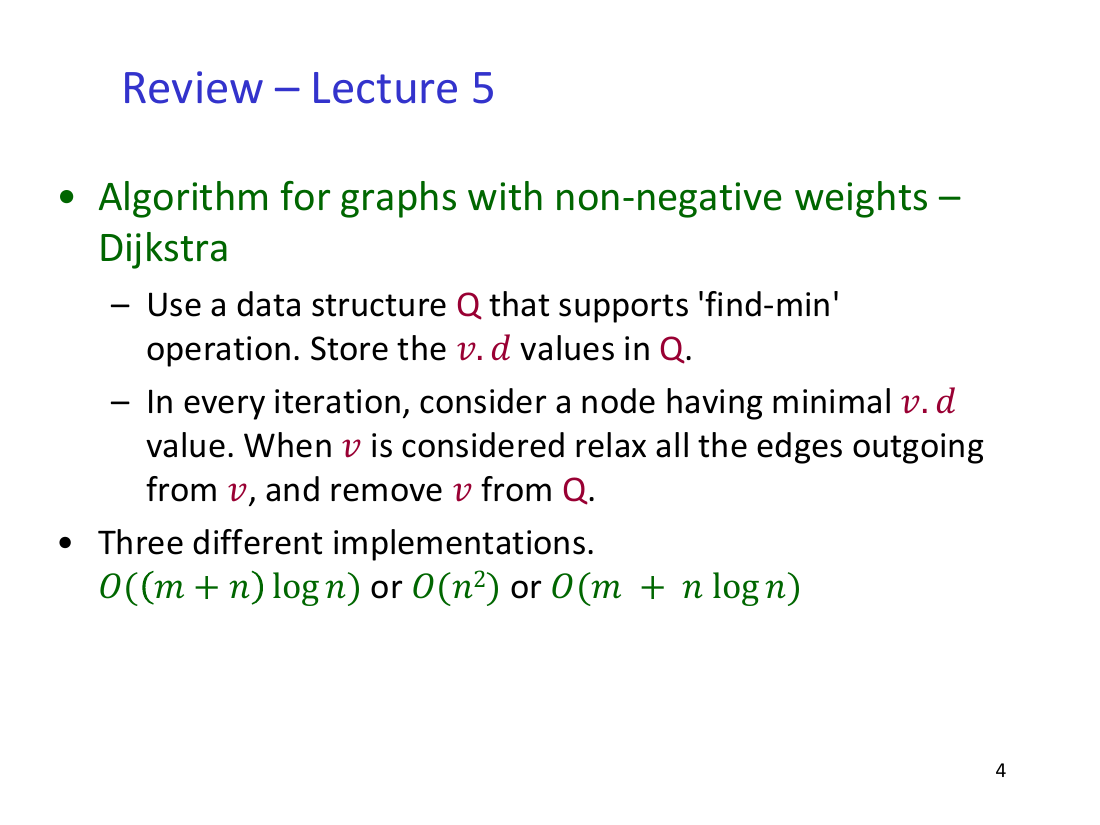 Review – Lecture 5
• Algorithm for graphs with non-negative weights –
Dijkstra
– Use a data structure Q that supports 'find-min'
operation. Store the v.d values in Q.
– In every iteration, consider a node having minimal v.d
value. When v is considered relax all the edges outgoing
from v, and remove v from Q.
• Three different implementations.
O((m + n) log n) or O(n²) or O(m + n log n)
4